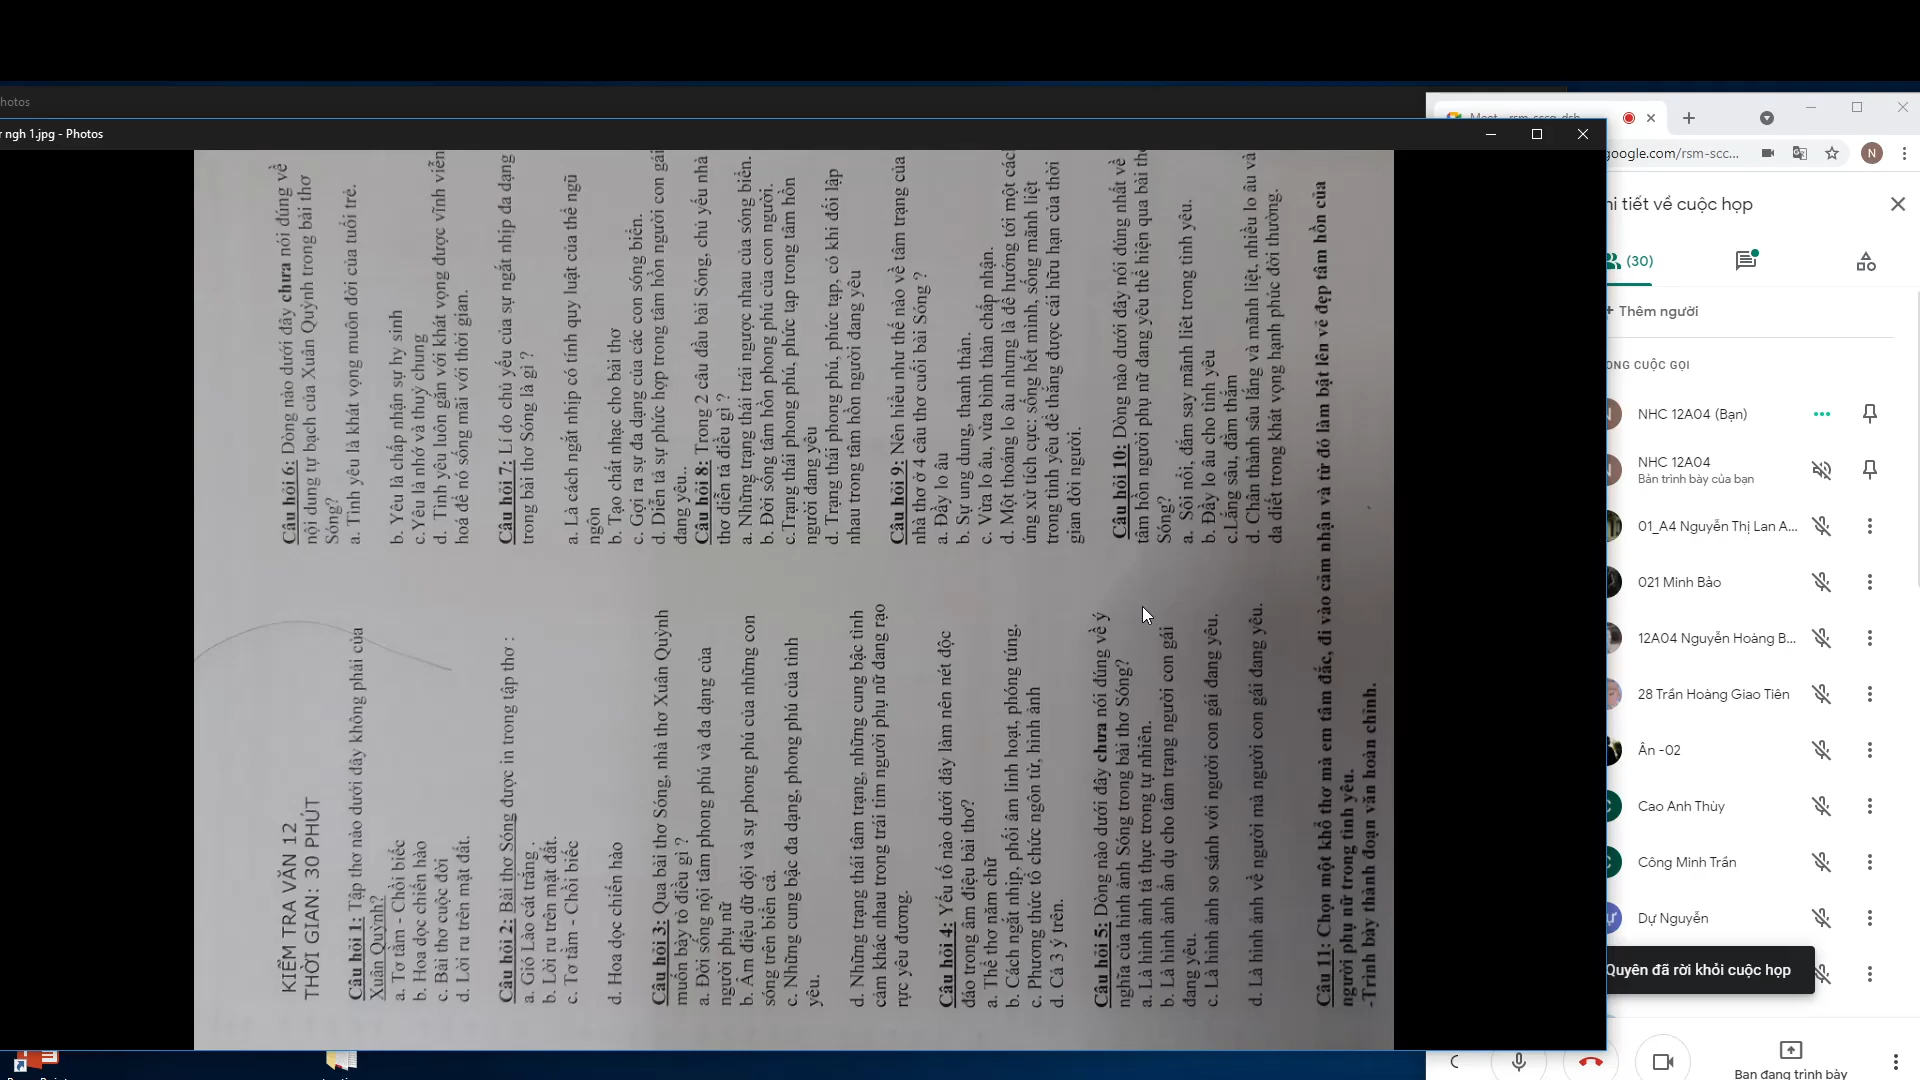 hotos
r ngh 1.jpg - Photos
KIỂM TRA VĂN 12
THỜI GIAN: 30 PHÚT
Câu hỏi 1: Tập thơ nào dưới đây không phải của
Xuân Quỳnh?
a. Tơ tằm - Chồi biếc
b. Hoa dọc chiến hào
c. Bài thơ cuộc đời
d. Lời ru trên mặt đất.
Câu hỏi 2: Bài thơ Sóng được in trong tập thơ :
a. Gió Lào cát trắng .
b. Lời ru trên mặt đất.
c. Tơ tằm - Chồi biếc
d. Hoa dọc chiến hào
Câu hỏi 3: Qua bài thơ Sóng, nhà thơ Xuân Quỳnh
muốn bày tỏ điều gì ?
a. Đời sống nội tâm phong phú và đa dạng của
người phụ nữ
b. Âm điệu dữ dội và sự phong phú của những con
sóng trên biển cả.
c. Những cung bậc đa dạng, phong phú của tình
yêu.
d. Những trạng thái tâm trạng, những cung bậc tình
cảm khác nhau trong trái tim người phụ nữ đang rạo
rực yêu đương.
Câu hỏi 4: Yếu tố nào dưới đây làm nên nét độc
đáo trong âm điệu bài thơ?
a. Thể thơ năm chữ
b. Cách ngắt nhịp, phối âm linh hoạt, phóng túng.
c. Phương thức tổ chức ngôn từ, hình ảnh
d. Cả 3 ý trên.
Câu hỏi 5: Dòng nào dưới đây chưa nói đúng về ý
nghĩa của hình ảnh Sóng trong bài thơ Sóng?
a. Là hình ảnh tả thực trong tự nhiên.
b. Là hình ảnh ẩn dụ cho tâm trạng người con gái
đang yêu.
c. Là hình ảnh so sánh với người con gái đang yêu.
d. Là hình ảnh về người mà người con gái đang yêu.
Câu hỏi 6: Dòng nào dưới đây chưa nói đúng về
nội dung tự bạch của Xuân Quỳnh trong bài thơ
Sóng?
a. Tình yêu là khát vọng muôn đời của tuổi trẻ.
b. Yêu là chấp nhận sự hy sinh
c.Yêu là nhớ và thuỷ chung
d. Tình yêu luôn gắn với khát vọng được vĩnh viễn
hoá để nó sống mãi với thời gian.
Câu hỏi 7: Lí do chủ yếu của sự ngắt nhịp đa dạng
trong bài thơ Sóng là gì ?
a. Là cách ngắt nhịp có tính quy luật của thể ngũ
ngôn
b. Tạo chất nhạc cho bài thơ
c. Gợi ra sự đa dạng của các con sóng biển.
d. Diễn tả sự phức hợp trong tâm hồn người con gái
đang yêu..
Câu hỏi 8: Trong 2 câu đầu bài Sóng, chủ yếu nhà
thơ diễn tả điều gì ?
a. Những trạng thái trái ngược nhau của sóng biển.
b. Đời sống tâm hồn phong phú của con người.
c.Trạng thái phong phú, phức tạp trong tâm hồn
người đang yêu
d. Trạng thái phong phú, phức tạp, có khi đối lập
nhau trong tâm hồn người đang yêu
Câu hỏi 9: Nên hiểu như thế nào về tâm trạng của
nhà thơ ở 4 câu thơ cuối bài Sóng ?
a. Đầy lo âu
b. Sự ung dung, thanh thản.
c. Vừa lo âu, vừa bình thản chấp nhận.
d. Một thoáng lo âu nhưng là để hướng tới một các
ứng xử tích cực: sống hết mình, sống mãnh liệt
trong tình yêu để thắng được cái hữu hạn của thời
gian đời người.
Câu hỏi 10: Dòng nào dưới đây nói đúng nhất về
tâm hồn người phụ nữ đang yêu thể hiện qua bài th
Sóng?
a. Sôi nổi, đắm say mãnh liệt trong tình yêu.
b. Đầy lo âu cho tình yêu
c.Lắng sâu, đằm thắm
d. Chân thành sâu lắng và mãnh liệt, nhiều lo âu và
da diết trong khát vọng hạnh phúc đời thường.
Câu 11: Chọn một khổ thơ mà em tâm đắc, đi vào cảm nhận và từ đó làm bật lên vẻ đẹp tâm hồn của
người phụ nữ trong tình yêu.
-Trình bày thành đoạn văn hoàn chỉnh.
Meet - rsm-sccq-dsh
google.com/rsm-scc...
N
hi tiết về cuộc họp
(30)
Thêm người
ONG CUỘC GỌI
NHC 12A04 (Bạn)
NHC 12A04
Bản trình bày của bạn
01_A4 Nguyễn Thị Lan A...
021 Minh Bảo
12A04 Nguyễn Hoàng B...
28 Trần Hoàng Giao Tiên
Ân -02
Cao Anh Thùy
Công Minh Trần
Dự Nguyễn
Quyên đã rời khỏi cuộc họp
Bạn đang trình bày